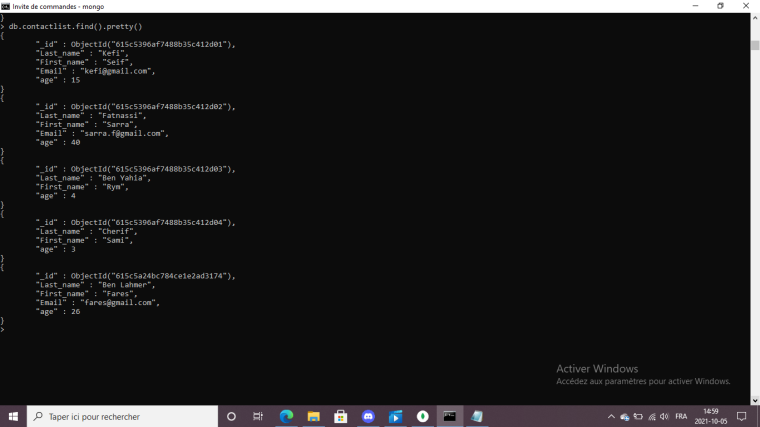 Invite de commandes - mongo
}
> db.contactlist.find().pretty()
{
"_id" : ObjectId("615c5396af7488b35c412d01"),
"Last_name" : "Kefi",
"First_name" : "Seif",
"Email" : "kefi@gmail.com",
"age" : 15
}
{
"_id" : ObjectId("615c5396af7488b35c412d02"),
"Last_name" : "Fatnassi",
"First_name" : "Sarra",
"Email" : "sarra.f@gmail.com",
"age" : 40
}
{
"_id" : ObjectId("615c5396af7488b35c412d03"),
"Last_name" : "Ben Yahia",
"First_name" : "Rym",
"age" : 4
}
{
"_id" : ObjectId("615c5396af7488b35c412d04"),
"Last_name" : "Cherif",
"First_name" : "Sami",
"age" : 3
}
{
"_id" : ObjectId("615c5a24bc784ce1e2ad3174"),
"Last_name" : "Ben Lahmer",
"First_name" : "Fares",
"Email" : "fares@gmail.com",
"age" : 26
}
>
Activer Windows
Accédez aux paramètres pour activer Windows.
Taper ici pour rechercher
FRA
14:59
2021-10-05